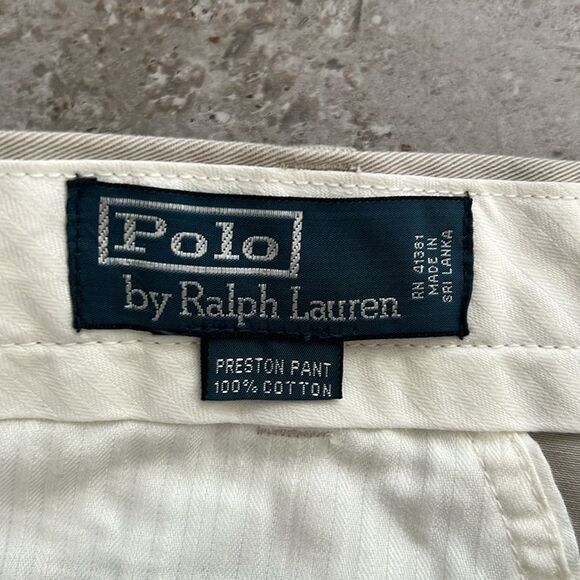 Polo
by Ralph Lauren
RN 41381
MADE IN
SRI LANKA
PRESTON PANT
100% COTTON